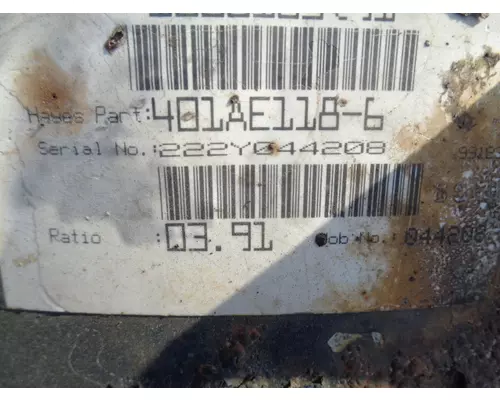 Hayes Part: 401AE118-6
Serial No.: 222Y044208
Ratio : 03.91 Job No.: 044208